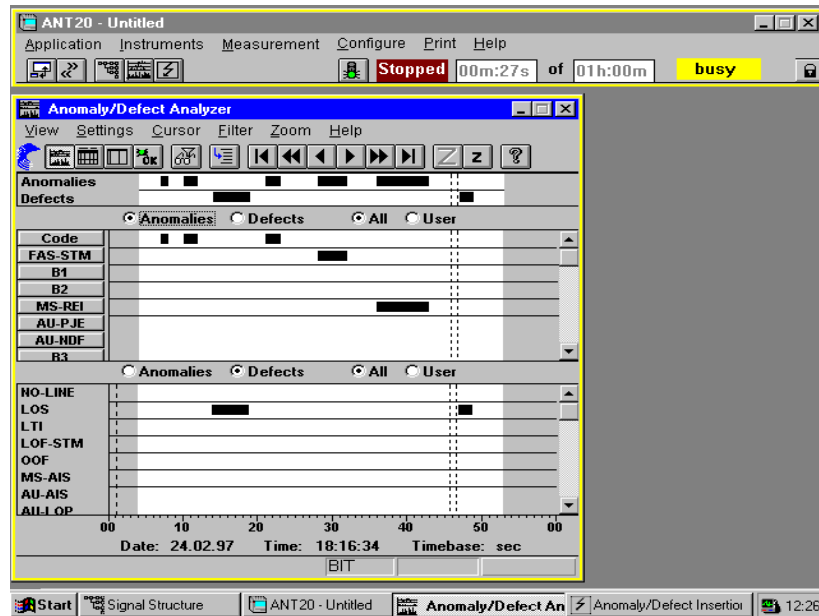 ANT20 - Untitled
Application Instruments Measurement Configure Print Help
Stopped 00m:27s of 01h:00m busy
Anomaly/Defect Analyzer
View Settings Cursor Filter Zoom Help
OK Z z ?
Anomalies
Defects
Anomalies Defects All User
Code
FAS-STM
B1
B2
MS-REI
AU-PJE
AU-NDF
B3
Anomalies Defects All User
NO-LINE
LOS
LTI
LOF-STM
OOF
MS-AIS
AU-AIS
AU-LOP
00 10 20 30 40 50 00
Date: 24.02.97 Time: 18:16:34 Timebase: sec
BIT
Start Signal Structure ANT20 - Untitled Anomaly/Defect An Anomaly/Defect Insertion 12:26